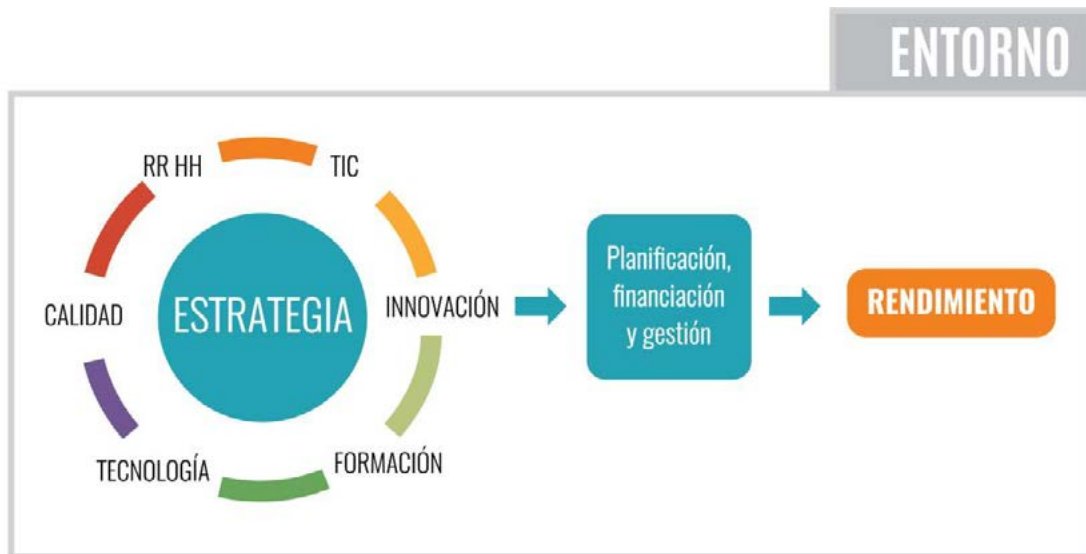 ENTORNO
RR HH
TIC
CALIDAD
ESTRATEGIA
INNOVACIÓN
TECNOLOGÍA
FORMACIÓN
Planificación,
financiación
y gestión
RENDIMIENTO